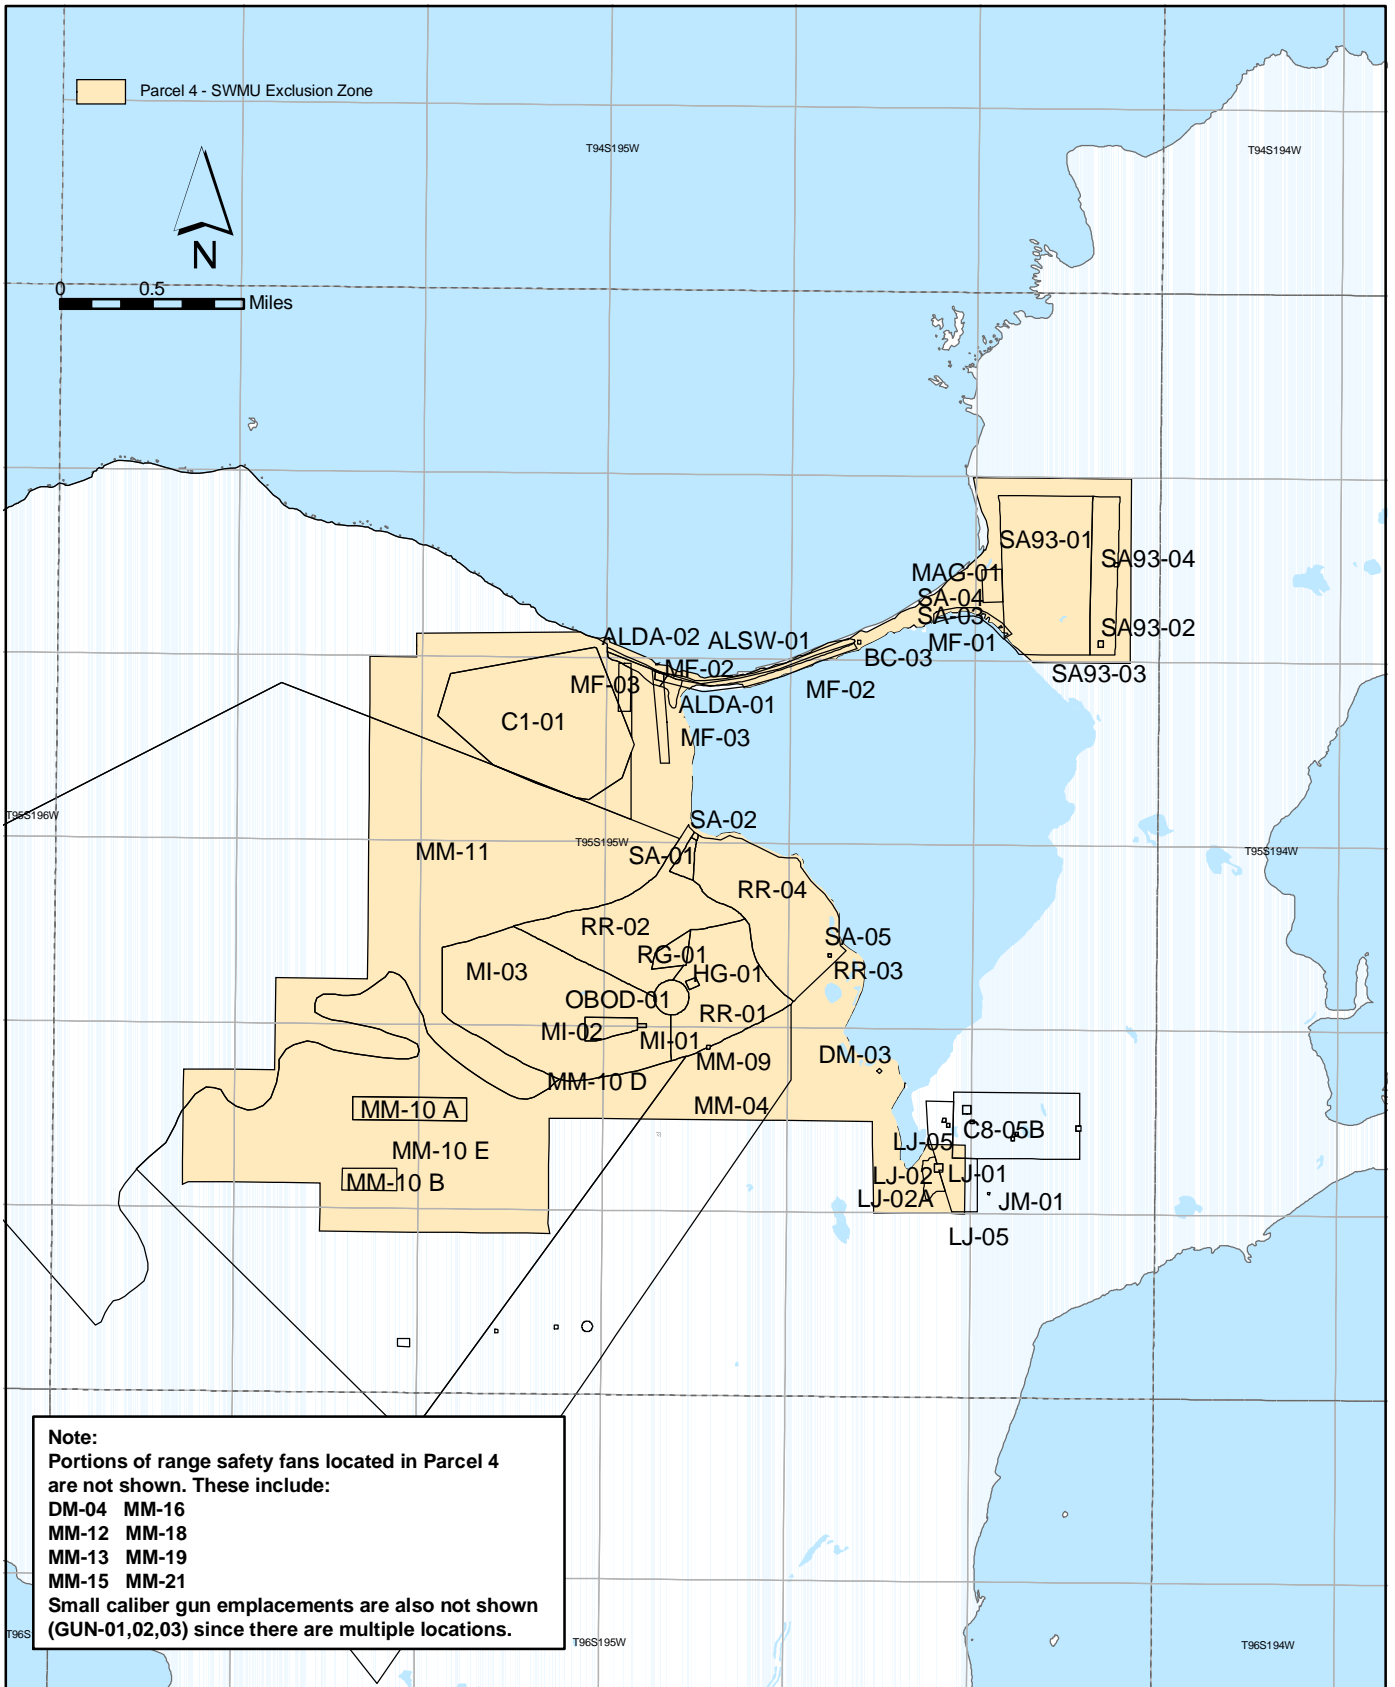 Parcel 4 - SWMU Exclusion Zone
T94S195W
T94S194W
N
0 0.5
Miles
SA93-01
SA93-04
MAG-01
SA-04
SA-03
SA93-02
ALDA-02 ALSW-01
MF-01
BC-03
MF-02
SA93-03
MF-03
MF-02
ALDA-01
C1-01
MF-03
T95S196W
SA-02
T95S195W
T95S194W
MM-11
SA-01
RR-04
RR-02
SA-05
RG-01
MI-03
HG-01
RR-03
OBOD-01
RR-01
MI-02
MI-01
DM-03
MM-09
MM-10 D
MM-04
MM-10 A
C8-05B
LJ-05
MM-10 E
LJ-02
LJ-01
MM-10 B
LJ-02A
JM-01
LJ-05
Note:
Portions of range safety fans located in Parcel 4
are not shown. These include:
DM-04 MM-16
MM-12 MM-18
MM-13 MM-19
MM-15 MM-21
Small caliber gun emplacements are also not shown
(GUN-01,02,03) since there are multiple locations.
T96S
T96S195W
T96S194W